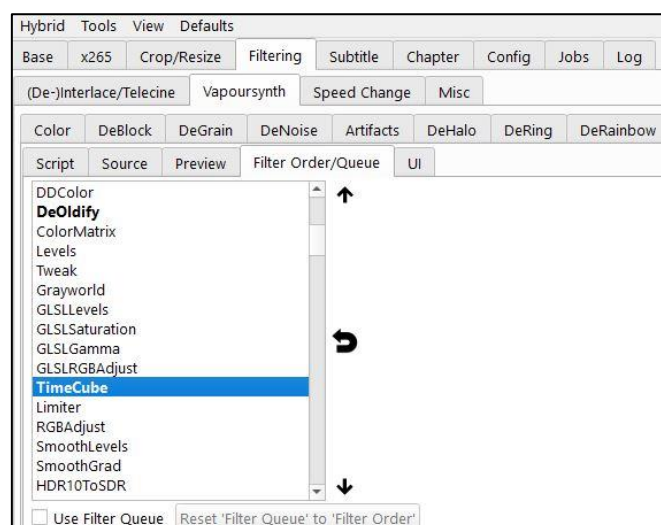 Hybrid Tools View Defaults
Base x265 Crop/Resize Filtering Subtitle Chapter Config Jobs Log
(De-)Interlace/Telecine Vapoursynth Speed Change Misc
Color DeBlock DeGrain DeNoise Artifacts DeHalo DeRing DeRainbow
Script Source Preview Filter Order/Queue UI
DDColor
DeOldify
ColorMatrix
Levels
Tweak
Grayworld
GLSLLevels
GLSLSaturation
GLSLGamma
GLSLRGBAdjust
TimeCube
Limiter
RGBAdjust
SmoothLevels
SmoothGrad
HDR10ToSDR
Use Filter Queue Reset 'Filter Queue' to 'Filter Order'